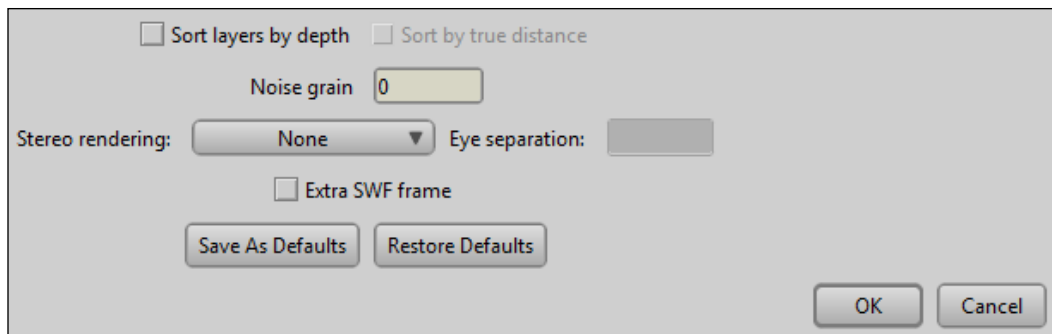 Sort layers by depth Sort by true distance
Noise grain 0
Stereo rendering: None Eye separation:
Extra SWF frame
Save As Defaults Restore Defaults
OK Cancel